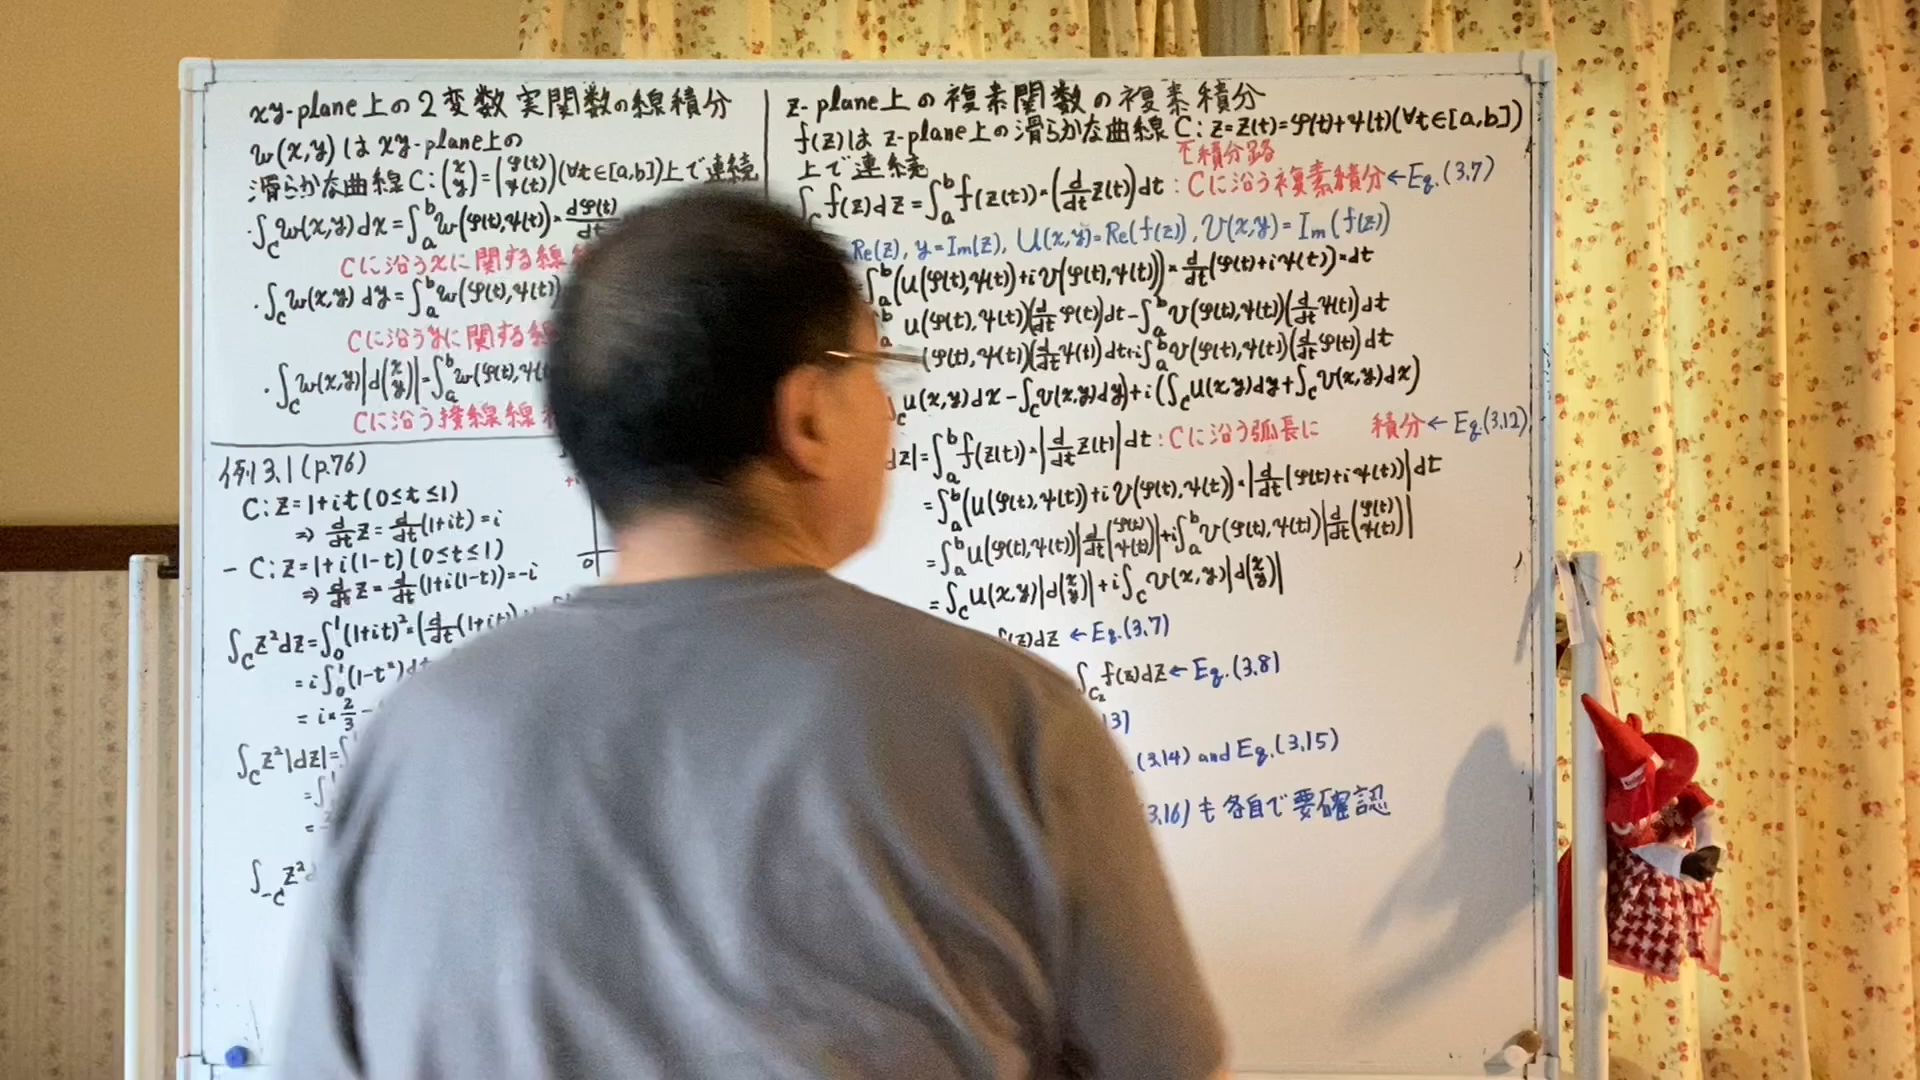 xy-plane上の2変数実関数の線積分
w(x,y)はxy-plane上の
滑らかな曲線C:(x y)=(φ(t) ψ(t))(∀t∈[a,b])上で連続
・∫_C w(x,y)dx=∫_a^b w(φ(t),ψ(t))×dφ(t)/dt
Cに沿うxに関する線
・∫_C w(x,y)dy=∫_a^b w(φ(t),ψ(t))
Cに沿うyに関する線
・∫_C w(x,y)|d(x y)|=∫_a^b w(φ(t),ψ(t)
Cに沿う接線線
例3.1(p.76)
C:z=1+it(0≤t≤1)
⇒ d/dt z=d/dt(1+it)=i
-C:z=1+i(1-t)(0≤t≤1)
⇒ d/dt z=d/dt(1+i(1-t))=-i
0
∫_C z²dz=∫_0^1(1+it)²×(d/dt(1+it)
=i∫_0^1(1-t²)dt
=i×2/3-
∫_C z²|dz|=∫
=∫
=
∫_-C z²
z-plane上の複素関数の複素積分
f(z)はz-plane上の滑らかな曲線C:z=z(t)=φ(t)+ψ(t)(∀t∈[a,b])
上で連続
積分路
∫_C f(z)dz=∫_a^b f(z(t))×(d/dt z(t))dt:Cに沿う複素積分←Eq.(3.7)
Re(z),y=Im(z),U(x,y)=Re(f(z)),V(x,y)=Im(f(z))
∫_a^b(u(φ(t),ψ(t))+iV(φ(t),ψ(t)))×d/dt(φ(t)+iψ(t))×dt
u(φ(t),ψ(t))(d/dt φ(t))dt-∫_a^b V(φ(t),ψ(t))(d/dt ψ(t))dt
(φ(t),ψ(t))(d/dt ψ(t))dt+i∫_a^b V(φ(t),ψ(t))(d/dt φ(t))dt
∫_C u(x,y)dx-∫_C V(x,y)dy)+i(∫_C u(x,y)dy+∫_C V(x,y)dx)
dz|=∫_a^b f(z(t))×|d/dt z(t)|dt:Cに沿う弧長に 積分←Eq.(3.12)
=∫_a^b(u(φ(t),ψ(t))+iV(φ(t),ψ(t))×|d/dt(φ(t)+iψ(t))|dt
=∫_a^b u(φ(t),ψ(t))|d/dt(φ(t) ψ(t))|+i∫_a^b V(φ(t),ψ(t))|d/dt(φ(t) ψ(t))|
=∫_C u(x,y)|d(x y)|+i∫_C V(x,y)|d(x y)|
f(z)dz←Eq.(3.7)
∫_C₂ f(z)dz←Eq.(3.8)
13)
(3.14) and Eq.(3.15)
3.16)も各自で要確認